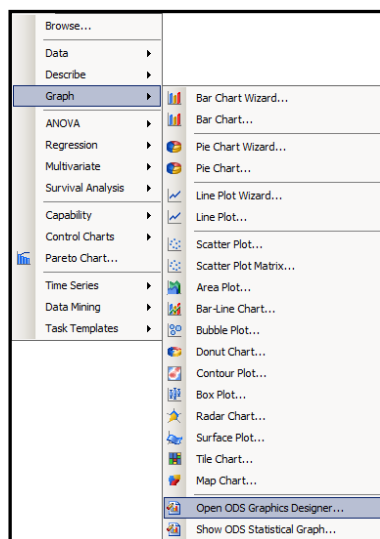 Browse...
Data
Describe
Graph
ANOVA
Regression
Multivariate
Survival Analysis
Capability
Control Charts
Pareto Chart...
Time Series
Data Mining
Task Templates
Bar Chart Wizard...
Bar Chart...
Pie Chart Wizard...
Pie Chart...
Line Plot Wizard...
Line Plot...
Scatter Plot...
Scatter Plot Matrix...
Area Plot...
Bar-Line Chart...
Bubble Plot...
Donut Chart...
Contour Plot...
Box Plot...
Radar Chart...
Surface Plot...
Tile Chart...
Map Chart...
Open ODS Graphics Designer...
Show ODS Statistical Graph...